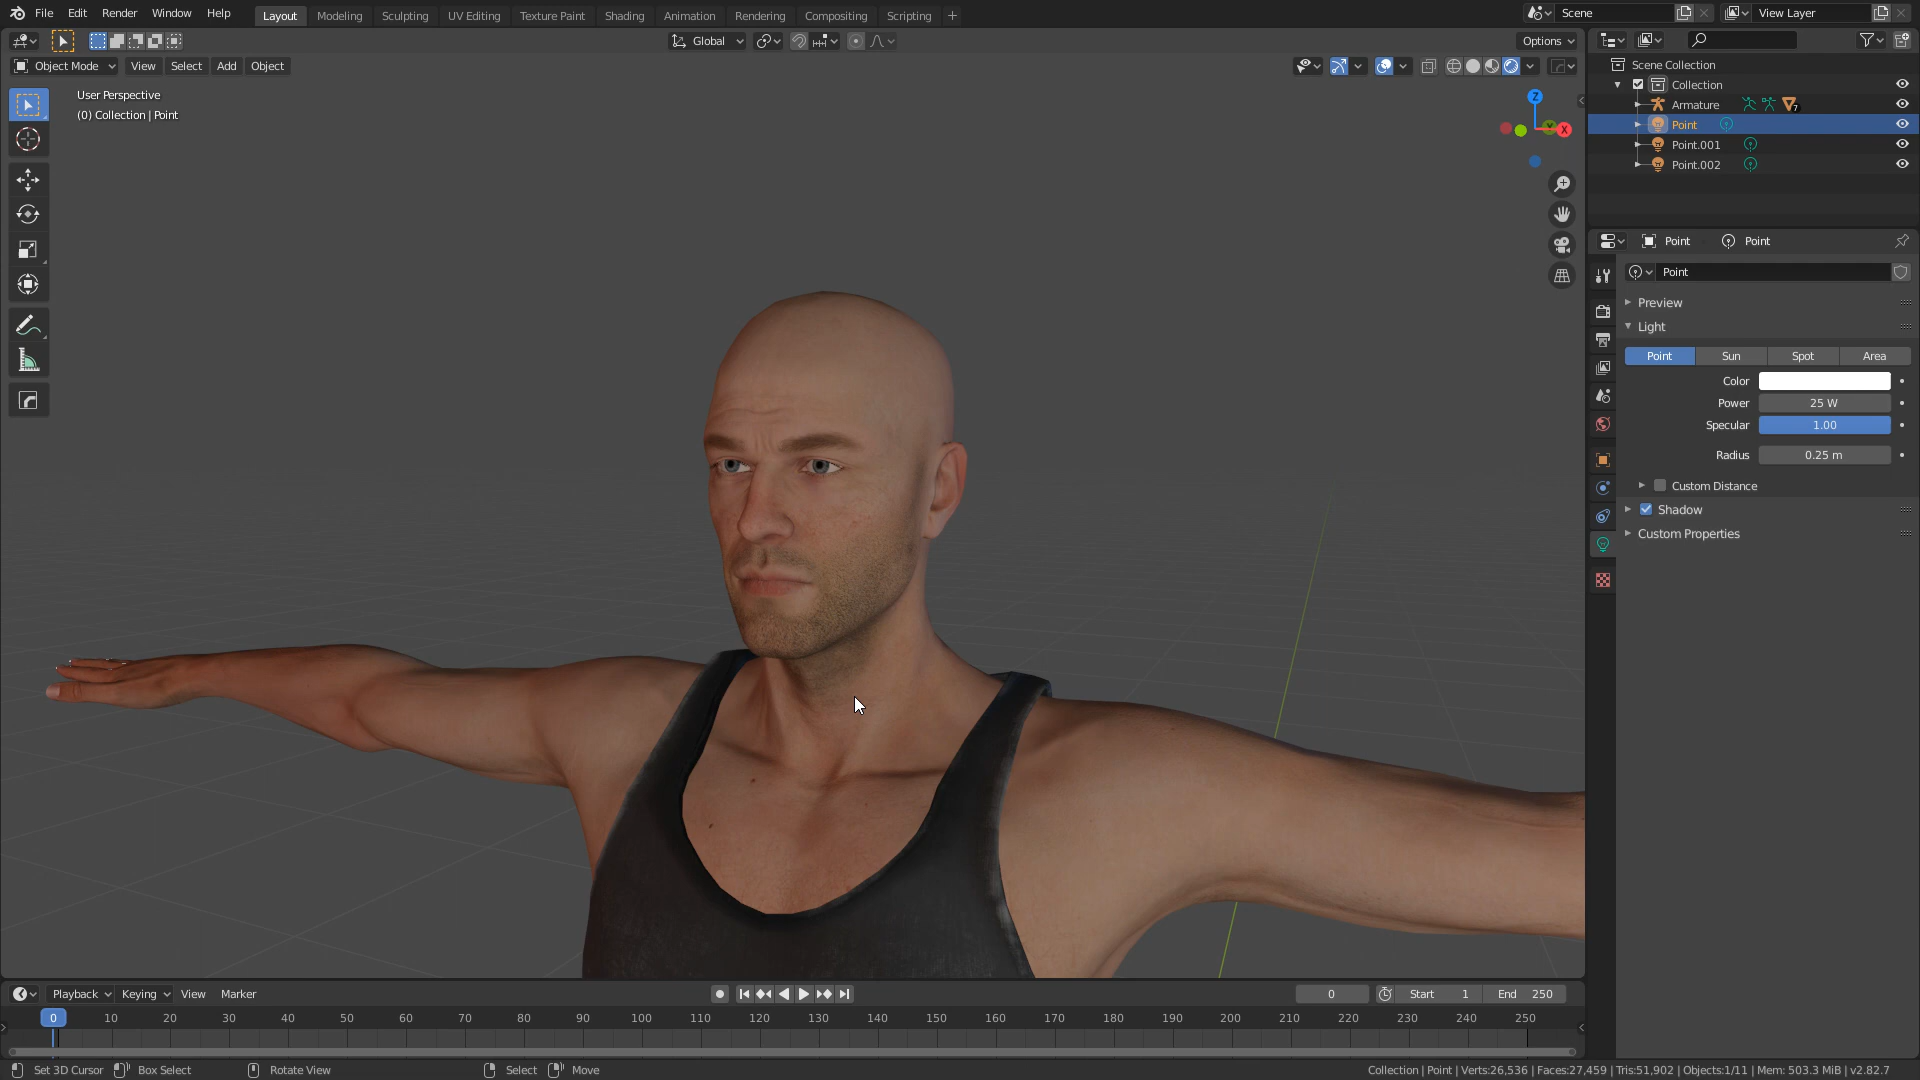 File Edit Render Window Help Layout Modeling Sculpting UV Editing Texture Paint Shading Animation Rendering Compositing Scripting + Scene View Layer
Global Options
Object Mode View Select Add Object
User Perspective
(0) Collection | Point
Z
Y X
Scene Collection
Collection
Armature 7
Point
Point.001
Point.002
Point Point
Point
Preview
Light
Point Sun Spot Area
Color
Power 25 W
Specular 1.00
Radius 0.25 m
Custom Distance
Shadow
Custom Properties
Playback Keying View Marker 0 Start 1 End 250
0 10 20 30 40 50 60 70 80 90 100 110 120 130 140 150 160 170 180 190 200 210 220 230 240 250
Set 3D Cursor Box Select Rotate View Select Move Collection | Point | Verts:26,536 | Faces:27,459 | Tris:51,902 | Objects:1/11 | Mem: 503.3 MiB | v2.82.7